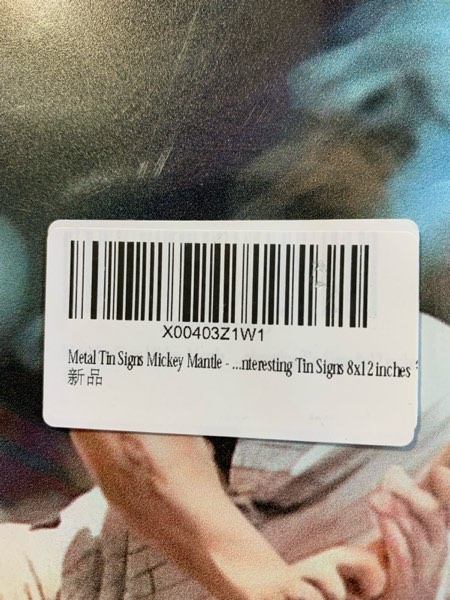 X00403Z1W1
Metal Tin Signs Mickey Mantle - ...nteresting Tin Signs 8x12 inches
新品